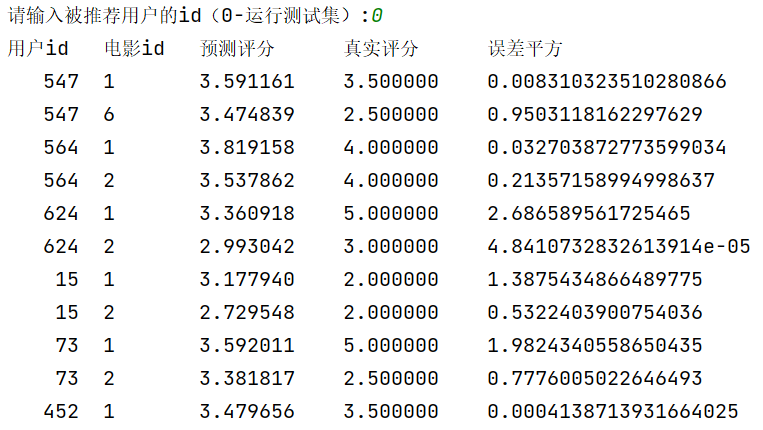 请输入被推荐用户的id（0-运行测试集）:0
用户id 电影id 预测评分 真实评分 误差平方
547 1 3.591161 3.500000 0.008310323510280866
547 6 3.474839 2.500000 0.9503118162297629
564 1 3.819158 4.000000 0.032703872773599034
564 2 3.537862 4.000000 0.21357158994998637
624 1 3.360918 5.000000 2.686589561725465
624 2 2.993042 3.000000 4.8410732832613914e-05
15 1 3.177940 2.000000 1.3875434866489775
15 2 2.729548 2.000000 0.5322403900754036
73 1 3.592011 5.000000 1.9824340558650435
73 2 3.381817 2.500000 0.7776005022646493
452 1 3.479656 3.500000 0.0004138713931664025